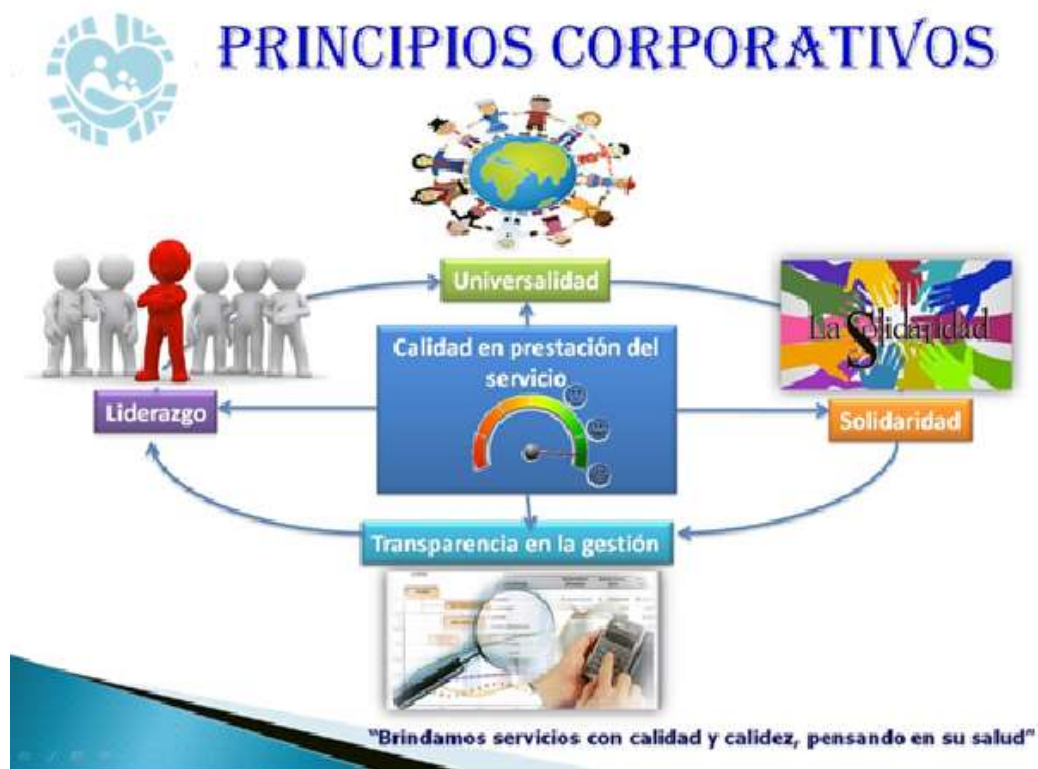 PRINCIPIOS CORPORATIVOS
Universalidad
La Solidaridad
Calidad en prestación del
servicio
Liderazgo
Solidaridad
Transparencia en la gestión
"Brindamos servicios con calidad y calidez, pensando en su salud"